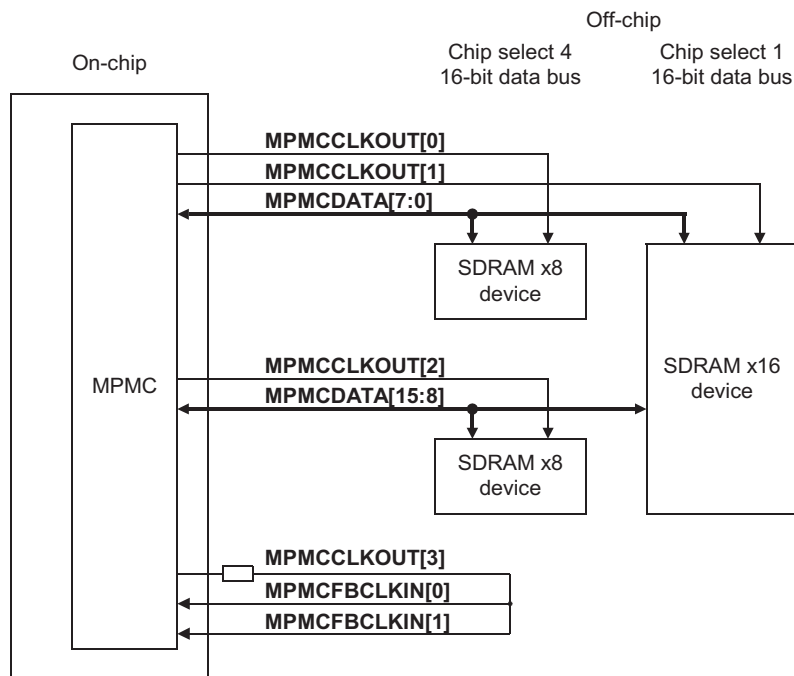 Off-chip
On-chip
Chip select 4
16-bit data bus
Chip select 1
16-bit data bus
MPMCCLKOUT[0]
MPMCCLKOUT[1]
MPMCDATA[7:0]
SDRAM x8
device
MPMC
MPMCCLKOUT[2]
MPMCDATA[15:8]
SDRAM x16
device
SDRAM x8
device
MPMCCLKOUT[3]
MPMCFBCLKIN[0]
MPMCFBCLKIN[1]